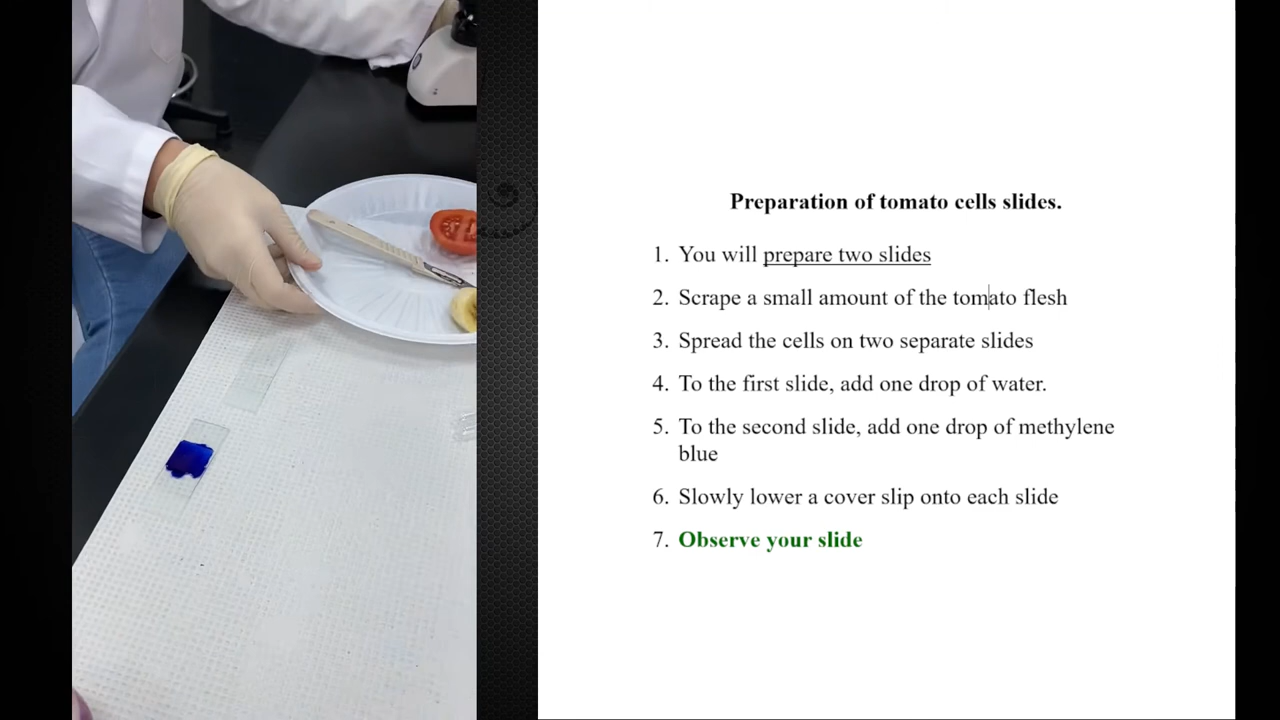 Preparation of tomato cells slides.
1. You will prepare two slides
2. Scrape a small amount of the tomato flesh
3. Spread the cells on two separate slides
4. To the first slide, add one drop of water.
5. To the second slide, add one drop of methylene
blue
6. Slowly lower a cover slip onto each slide
7. Observe your slide